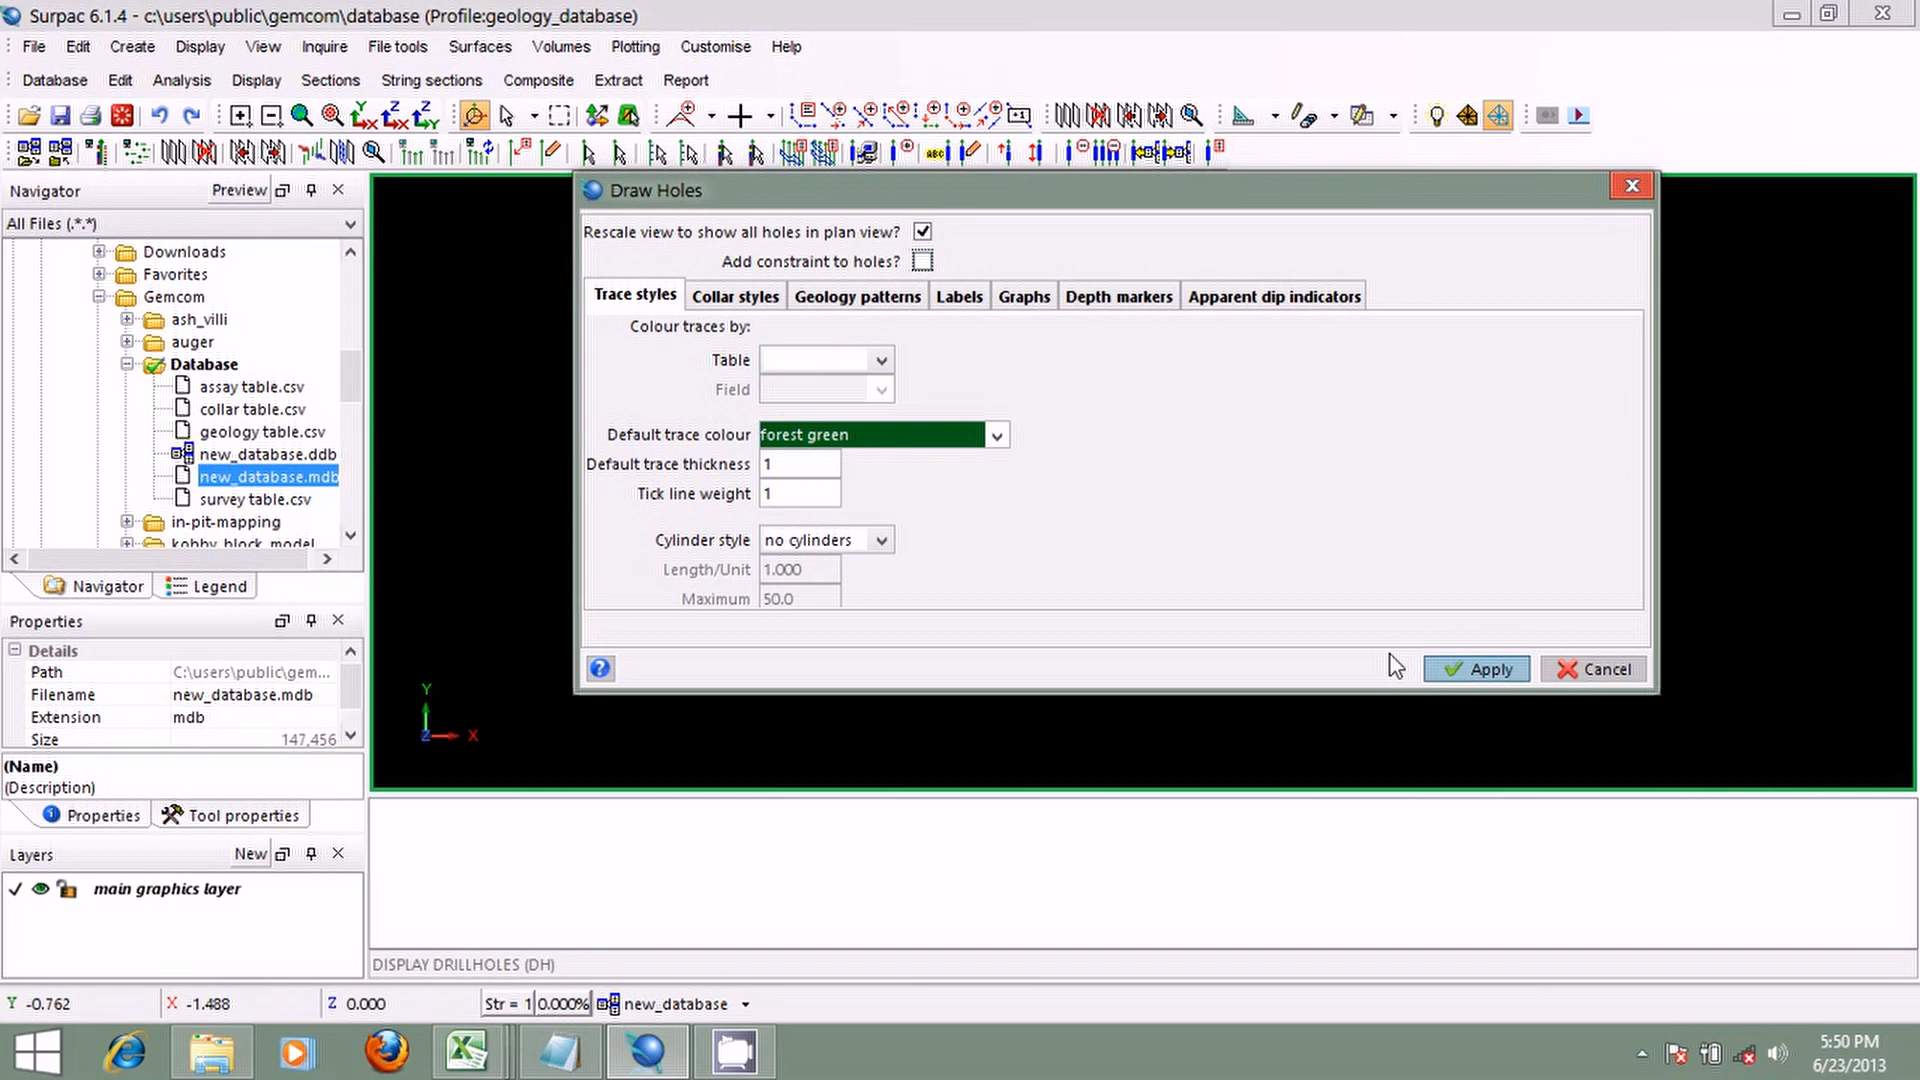 Surpac 6.1.4 - c:\users\public\gemcom\database (Profile:geology_database)
File Edit Create Display View Inquire File tools Surfaces Volumes Plotting Customise Help
Database Edit Analysis Display Sections String sections Composite Extract Report
Navigator Preview
All Files (.*.*)
Downloads
Favorites
Gemcom
ash_villi
auger
Database
assay table.csv
collar table.csv
geology table.csv
new_database.ddb
new_database.mdb
survey table.csv
in-pit-mapping
kobby_block_model
Navigator Legend
Properties
Details
Path C:\users\public\gem...
Filename new_database.mdb
Extension mdb
Size 147,456
(Name)
(Description)
Properties Tool properties
Layers New
main graphics layer
Draw Holes
Rescale view to show all holes in plan view?
Add constraint to holes?
Trace styles Collar styles Geology patterns Labels Graphs Depth markers Apparent dip indicators
Colour traces by:
Table
Field
Default trace colour forest green
Default trace thickness 1
Tick line weight 1
Cylinder style no cylinders
Length/Unit 1.000
Maximum 50.0
Apply Cancel
Y
Z X
DISPLAY DRILLHOLES (DH)
Y -0.762 X -1.488 Z 0.000 Str = 1 0.000% new_database
5:50 PM
6/23/2013